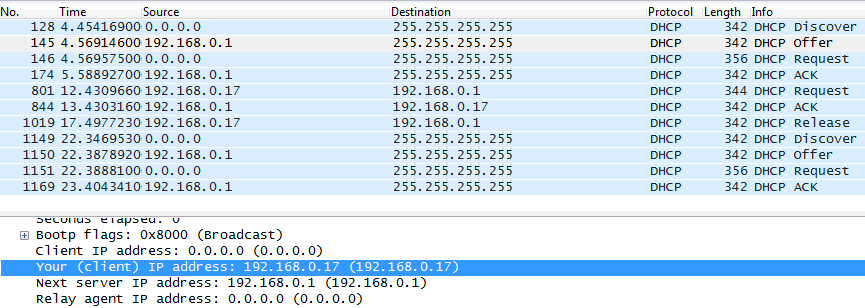 No. Time Source Destination Protocol Length Info
128 4.45416900 0.0.0.0 255.255.255.255 DHCP 342 DHCP Discover
145 4.56914600 192.168.0.1 255.255.255.255 DHCP 342 DHCP Offer
146 4.56957500 0.0.0.0 255.255.255.255 DHCP 356 DHCP Request
174 5.58892700 192.168.0.1 255.255.255.255 DHCP 342 DHCP ACK
801 12.4309660 192.168.0.17 192.168.0.1 DHCP 344 DHCP Request
844 13.4303160 192.168.0.1 192.168.0.17 DHCP 342 DHCP ACK
1019 17.4977230 192.168.0.17 192.168.0.1 DHCP 342 DHCP Release
1149 22.3469530 0.0.0.0 255.255.255.255 DHCP 342 DHCP Discover
1150 22.3878920 192.168.0.1 255.255.255.255 DHCP 342 DHCP Offer
1151 22.3888100 0.0.0.0 255.255.255.255 DHCP 356 DHCP Request
1169 23.4043410 192.168.0.1 255.255.255.255 DHCP 342 DHCP ACK
Seconds elapsed: 0
Bootp flags: 0x8000 (Broadcast)
Client IP address: 0.0.0.0 (0.0.0.0)
Your (client) IP address: 192.168.0.17 (192.168.0.17)
Next server IP address: 192.168.0.1 (192.168.0.1)
Relay agent IP address: 0.0.0.0 (0.0.0.0)